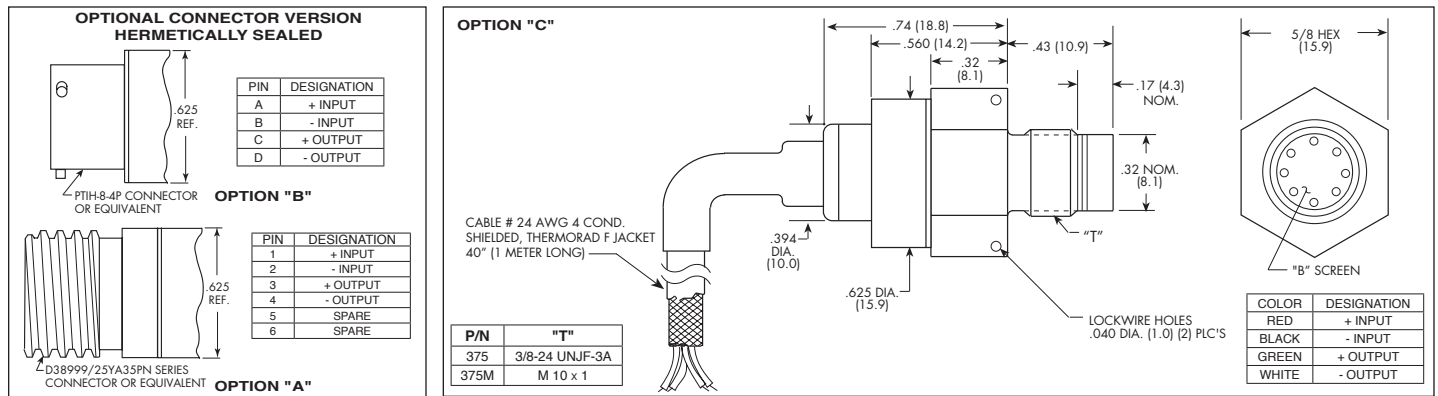 OPTIONAL CONNECTOR VERSION
HERMETICALLY SEALED
.625
REF.
PIN DESIGNATION
A + INPUT
B - INPUT
C + OUTPUT
D - OUTPUT
PTIH-8-4P CONNECTOR
OR EQUIVALENT
OPTION "B"
.625
REF.
PIN DESIGNATION
1 + INPUT
2 - INPUT
3 + OUTPUT
4 - OUTPUT
5 SPARE
6 SPARE
D38999/25YA35PN SERIES
CONNECTOR OR EQUIVALENT
OPTION "A"
OPTION "C"
.74 (18.8)
.560 (14.2)
.43 (10.9)
.32
(8.1)
.17 (4.3)
NOM.
.32 NOM.
(8.1)
"T"
CABLE # 24 AWG 4 COND.
SHIELDED, THERMORAD F JACKET
40" (1 METER LONG)
.394
DIA.
(10.0)
.625 DIA.
(15.9)
LOCKWIRE HOLES
.040 DIA. (1.0) (2) PLC'S
P/N "T"
375 3/8-24 UNJF-3A
375M M 10 x 1
5/8 HEX
(15.9)
"B" SCREEN
COLOR DESIGNATION
RED + INPUT
BLACK - INPUT
GREEN + OUTPUT
WHITE - OUTPUT